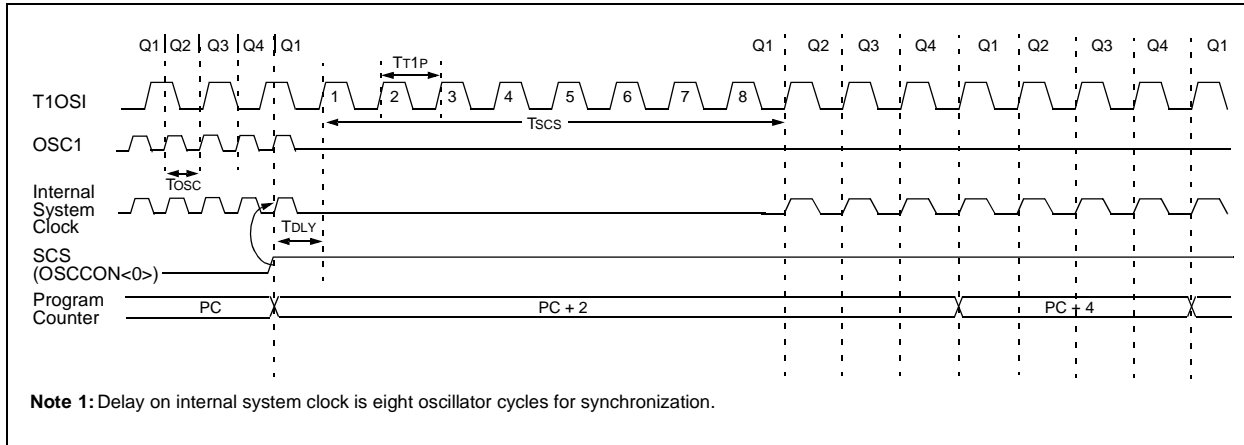 Q1 Q2 Q3 Q4 Q1 Q1 Q2 Q3 Q4 Q1 Q2 Q3 Q4 Q1
TT1P
T1OSI 1 2 3 4 5 6 7 8
TSCS
OSC1
TOSC
Internal
System
Clock
TDLY
SCS
(OSCCON<0>)
Program
Counter
PC PC + 2 PC + 4
Note 1: Delay on internal system clock is eight oscillator cycles for synchronization.